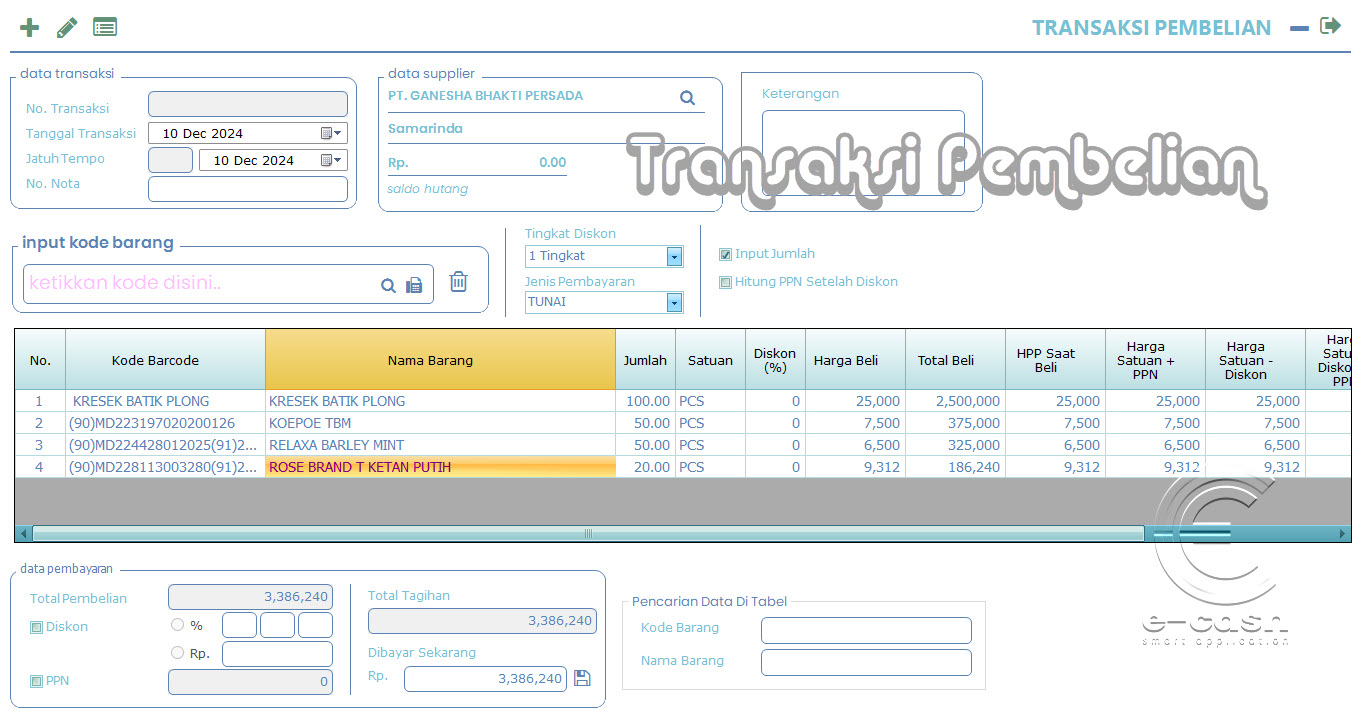 TRANSAKSI PEMBELIAN
data transaksi
No. Transaksi
Tanggal Transaksi 10 Dec 2024
Jatuh Tempo 10 Dec 2024
No. Nota
data supplier
PT. GANESHA BHAKTI PERSADA
Samarinda
Rp. 0.00
saldo hutang
Keterangan
Transaksi Pembelian
input kode barang
ketikkan kode disini..
Tingkat Diskon
1 Tingkat
Jenis Pembayaran
TUNAI
Input Jumlah
Hitung PPN Setelah Diskon
No. Kode Barcode Nama Barang Jumlah Satuan Diskon (%) Harga Beli Total Beli HPP Saat Beli Harga Satuan + PPN Harga Satuan - Diskon Har Satu Disko PP
1 KRESEK BATIK PLONG KRESEK BATIK PLONG 100.00 PCS 0 25,000 2,500,000 25,000 25,000 25,000
2 (90)MD223197020200126 KOEPOE TBM 50.00 PCS 0 7,500 375,000 7,500 7,500 7,500
3 (90)MD224428012025(91)2... RELAXA BARLEY MINT 50.00 PCS 0 6,500 325,000 6,500 6,500 6,500
4 (90)MD228113003280(91)2... ROSE BRAND T KETAN PUTIH 20.00 PCS 0 9,312 186,240 9,312 9,312 9,312
data pembayaran
Total Pembelian 3,386,240
Diskon %
Rp.
PPN 0
Total Tagihan
3,386,240
Dibayar Sekarang
Rp. 3,386,240
Pencarian Data Di Tabel
Kode Barang
Nama Barang
e-cash
smart application